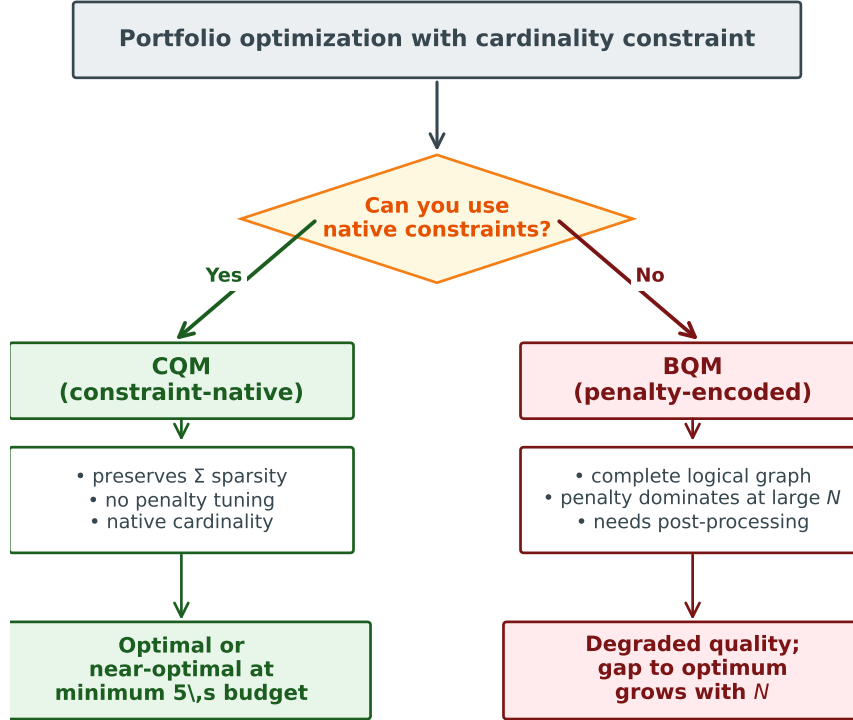 Portfolio optimization with cardinality constraint
Can you use
native constraints?
Yes
No
CQM
(constraint-native)
BQM
(penalty-encoded)
• preserves Σ sparsity
• no penalty tuning
• native cardinality
• complete logical graph
• penalty dominates at large N
• needs post-processing
Optimal or
near-optimal at
minimum 5\,s budget
Degraded quality;
gap to optimum
grows with N